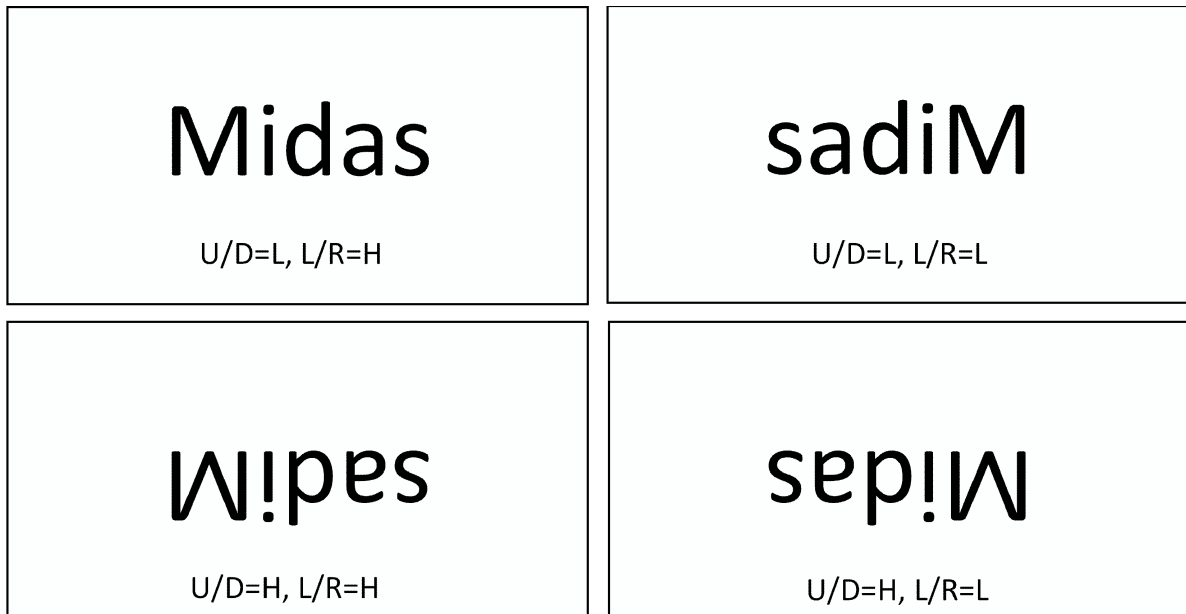 Midas
U/D=L, L/R=H
sadiM
U/D=L, L/R=L
Midas
U/D=H, L/R=H
Midas
U/D=H, L/R=L